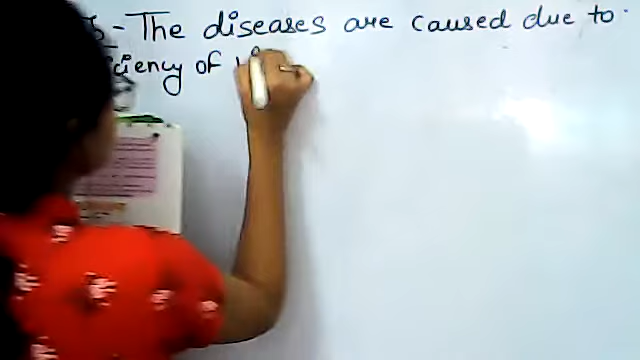 - The diseases are caused due to
ciency of